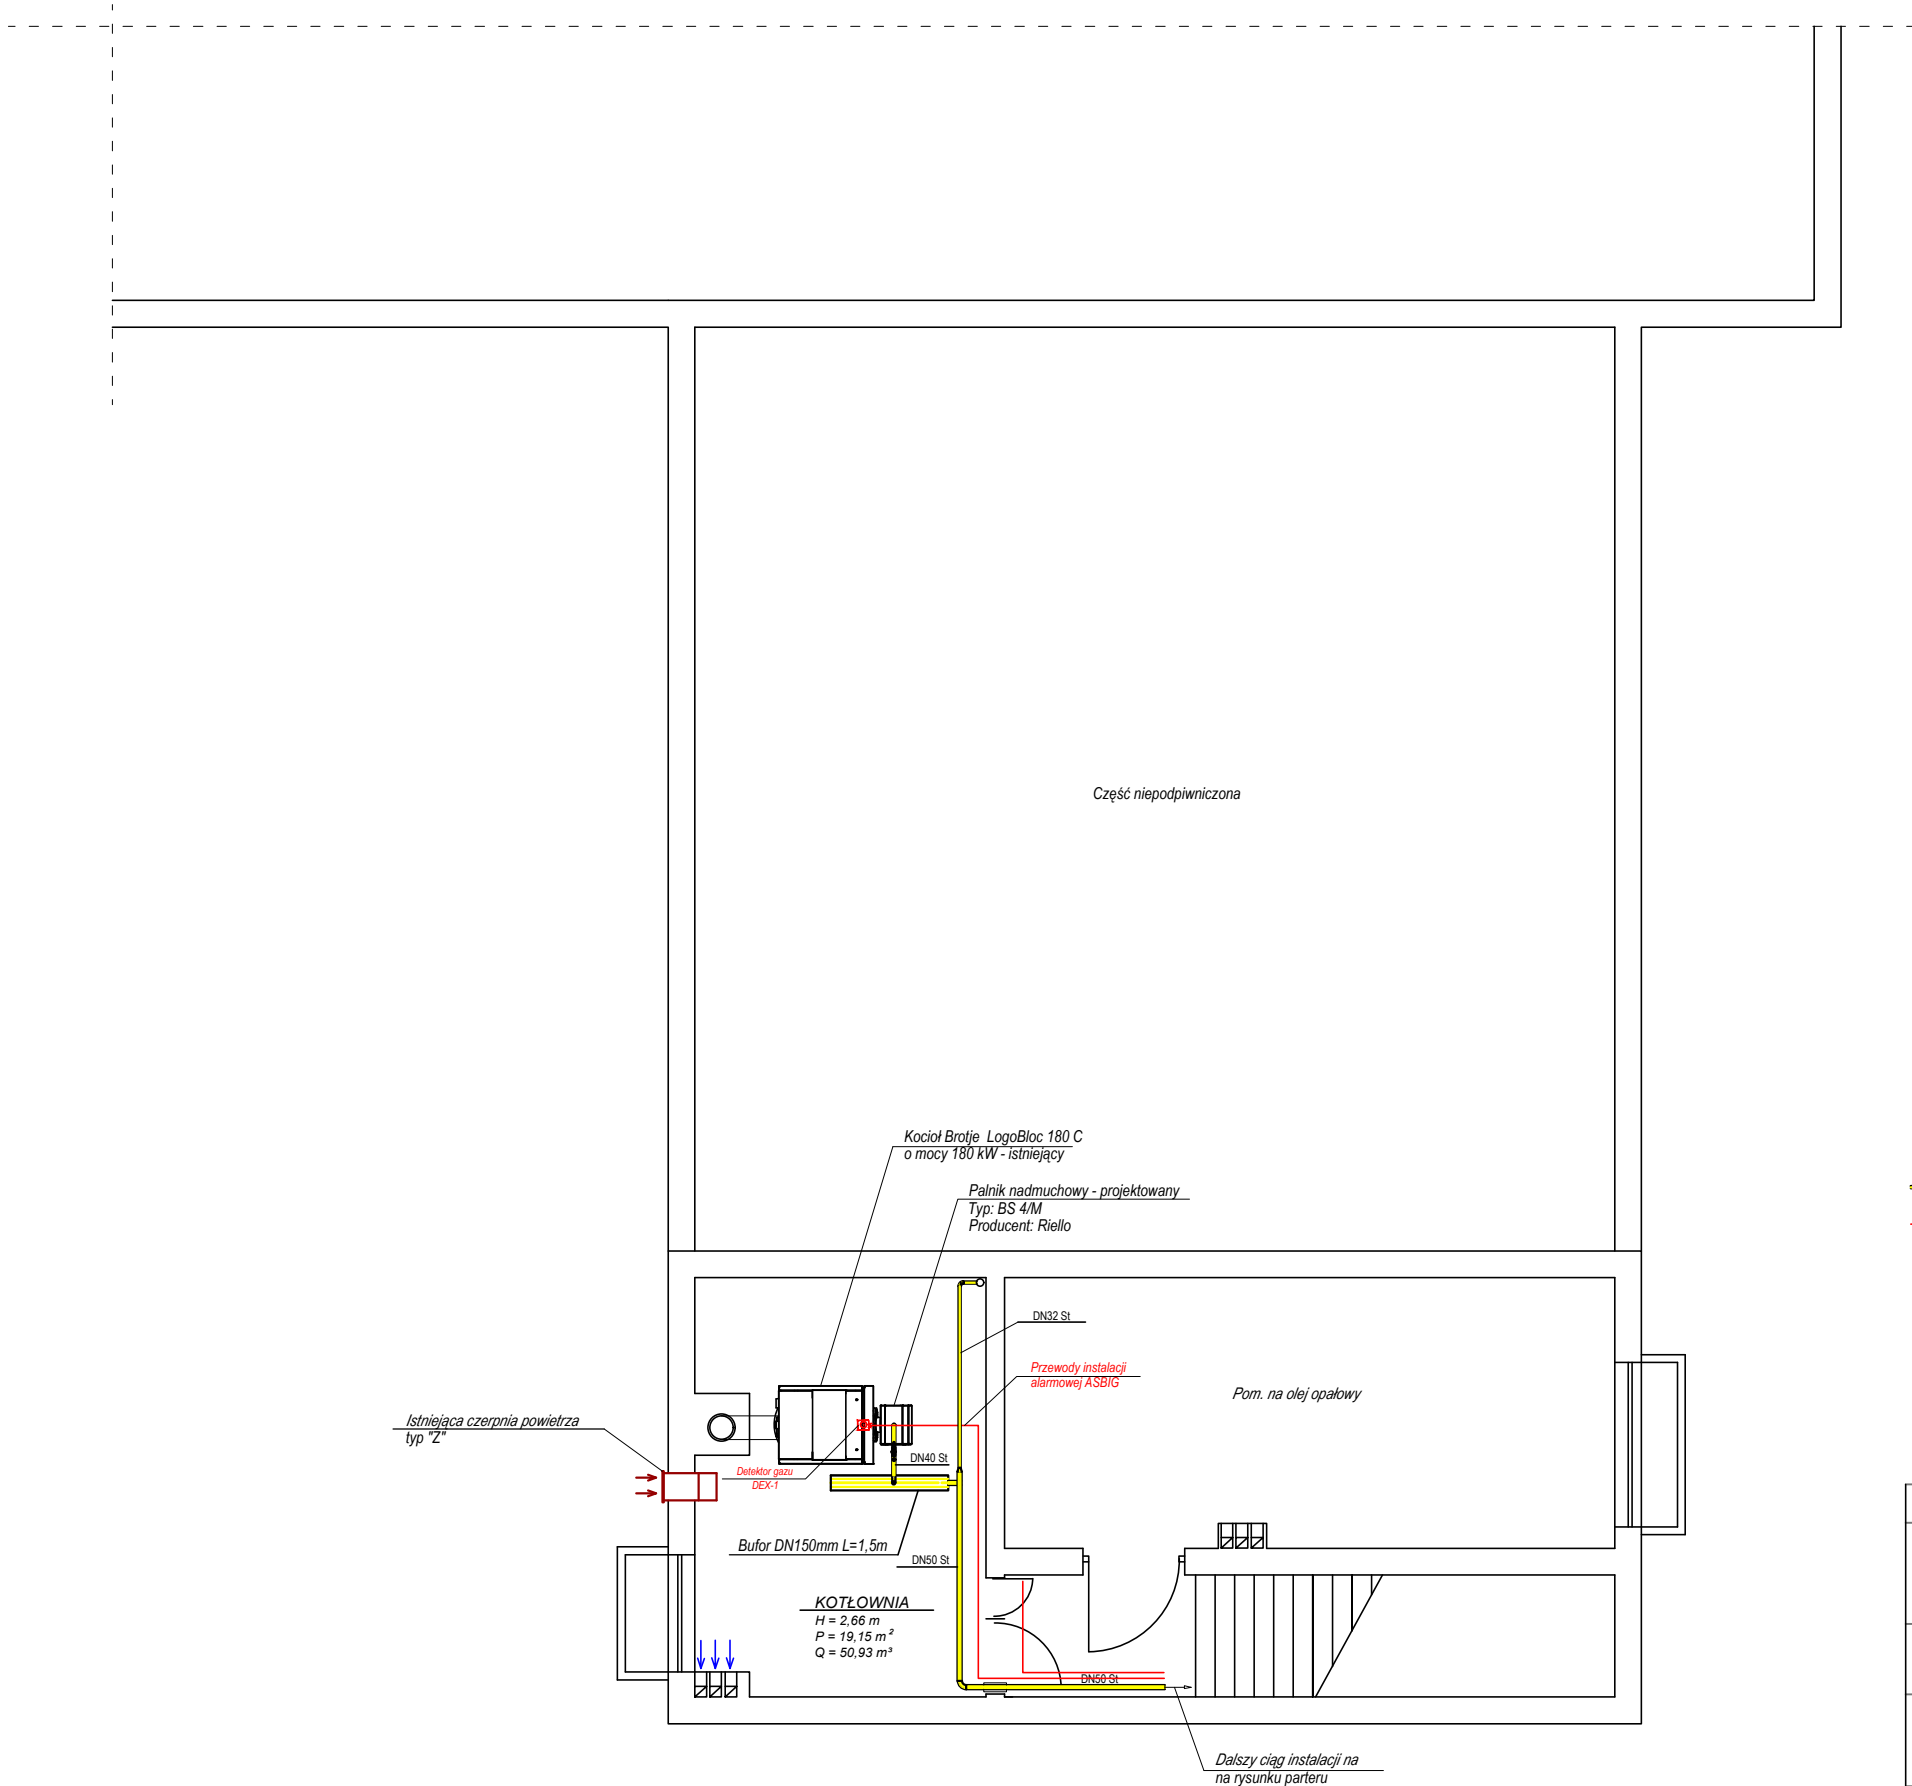 Część niepodpiwniczona
Kocioł Brotje LogoBloc 180 C
o mocy 180 kW - istniejący
Palnik nadmuchowy - projektowany
Typ: BS 4/M
Producent: Riello
DN32 St
Przewody instalacji
alarmowej ASBIG
Pom. na olej opałowy
Istniejąca czerpnia powietrza
typ "Z"
DN40 St
Detektor gazu
DEX-1
Bufor DN150mm L=1,5m
DN50 St
KOTŁOWNIA
H = 2,66 m
P = 19,15 m²
Q = 50,93 m³
DN50 St
Dalszy ciąg instalacji na
na rysunku parteru